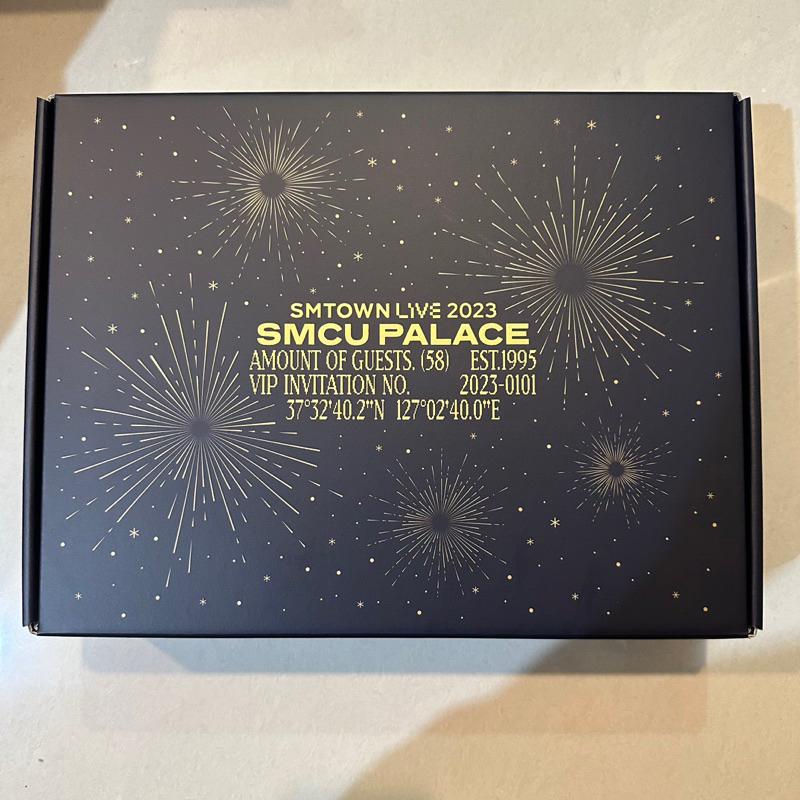 SMTOWN LIVE 2023
SMCU PALACE
AMOUNT OF GUESTS. (58) EST.1995
VIP INVITATION NO. 2023-0101
37°32'40.2"N 127°02'40.0"E